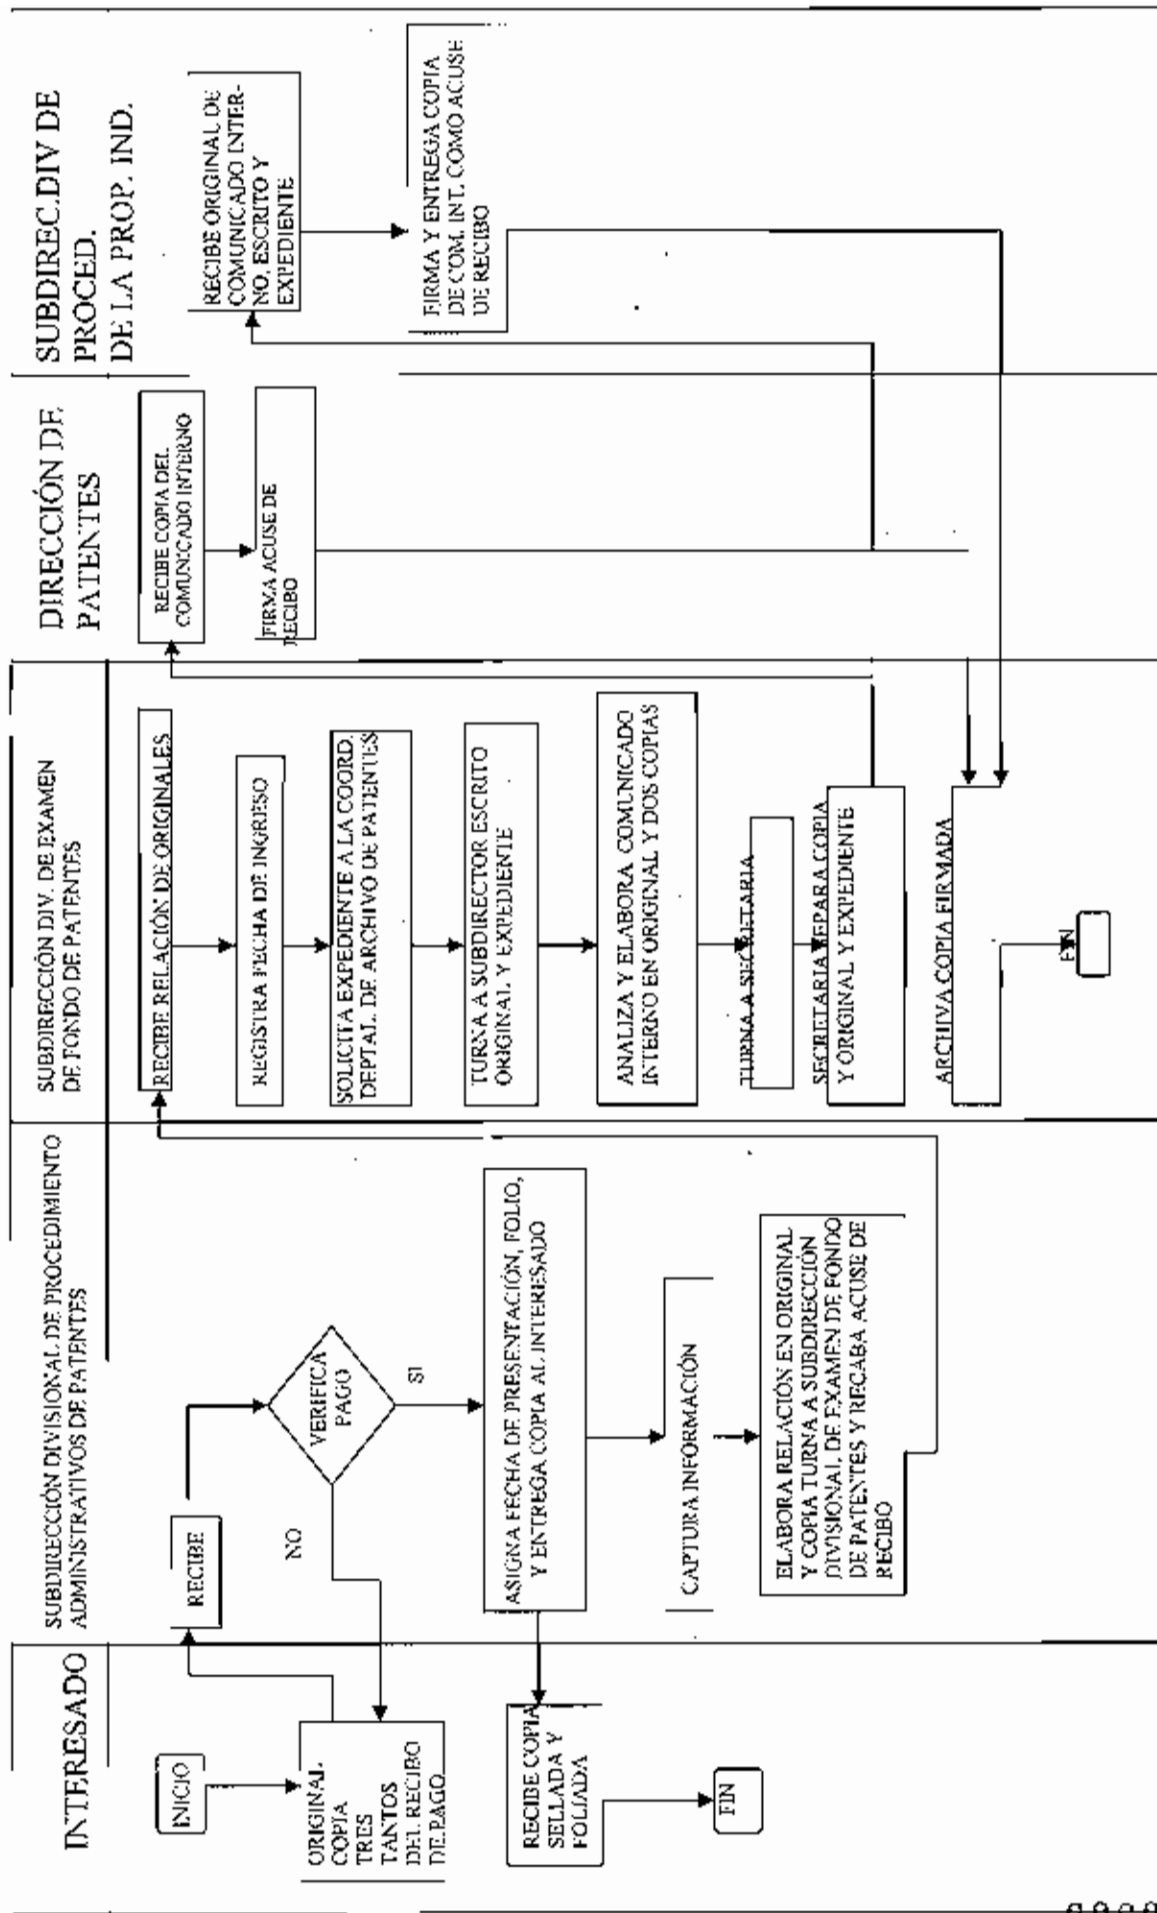 INTERESADO
INICIO
ORIGINAL
COPIA
TRES
TANTOS
DEL RECIBO
DE PAGO
RECIBE COPIA
SELLADA Y
FOLIADA
FIN
SUBDIRECCIÓN DIVISIONAL DE PROCEDIMIENTO
ADMINISTRATIVOS DE PATENTES
RECIBE
VERIFICA
PAGO
NO
SI
ASIGNA FECHA DE PRESENTACIÓN, FOLIO,
Y ENTREGA COPIA AL INTERESADO
CAPTURA INFORMACIÓN
ELABORA RELACIÓN EN ORIGINAL
Y COPIA TURNA A SUBDIRECCIÓN
DIVISIONAL DE EXAMEN DE FONDO
DE PATENTES Y RECABA ACUSE DE
RECIBO
SUBDIRECCIÓN DIV. DE EXAMEN
DE FONDO DE PATENTES
RECIBE RELACIÓN DE ORIGINALES
REGISTRA FECHA DE INGRESO
SOLICITA EXPEDIENTE A LA COORD.
DEPTAL. DE ARCHIVO DE PATENTES
TURNA A SUBDIRECTOR ESCRITO
ORIGINAL Y EXPEDIENTE
ANALIZA Y ELABORA COMUNICADO
INTERNO EN ORIGINAL Y DOS COPIAS
TURNA A SECRETARIA
SECRETARIA SEPARA COPIA
Y ORIGINAL Y EXPEDIENTE
ARCHIVA COPIA FIRMADA
FIN
DIRECCIÓN DE
PATENTES
RECIBE COPIA DEL
COMUNICADO INTERNO
FIRMA ACUSE DE
RECIBO
SUBDIREC.DIV DE
PROCED.
DE LA PROP. IND.
RECIBE ORIGINAL DE
COMUNICADO INTER-
NO, ESCRITO Y
EXPEDIENTE
FIRMA Y ENTREGA COPIA
DE COM. INT. COMO ACUSE
DE RECIBO